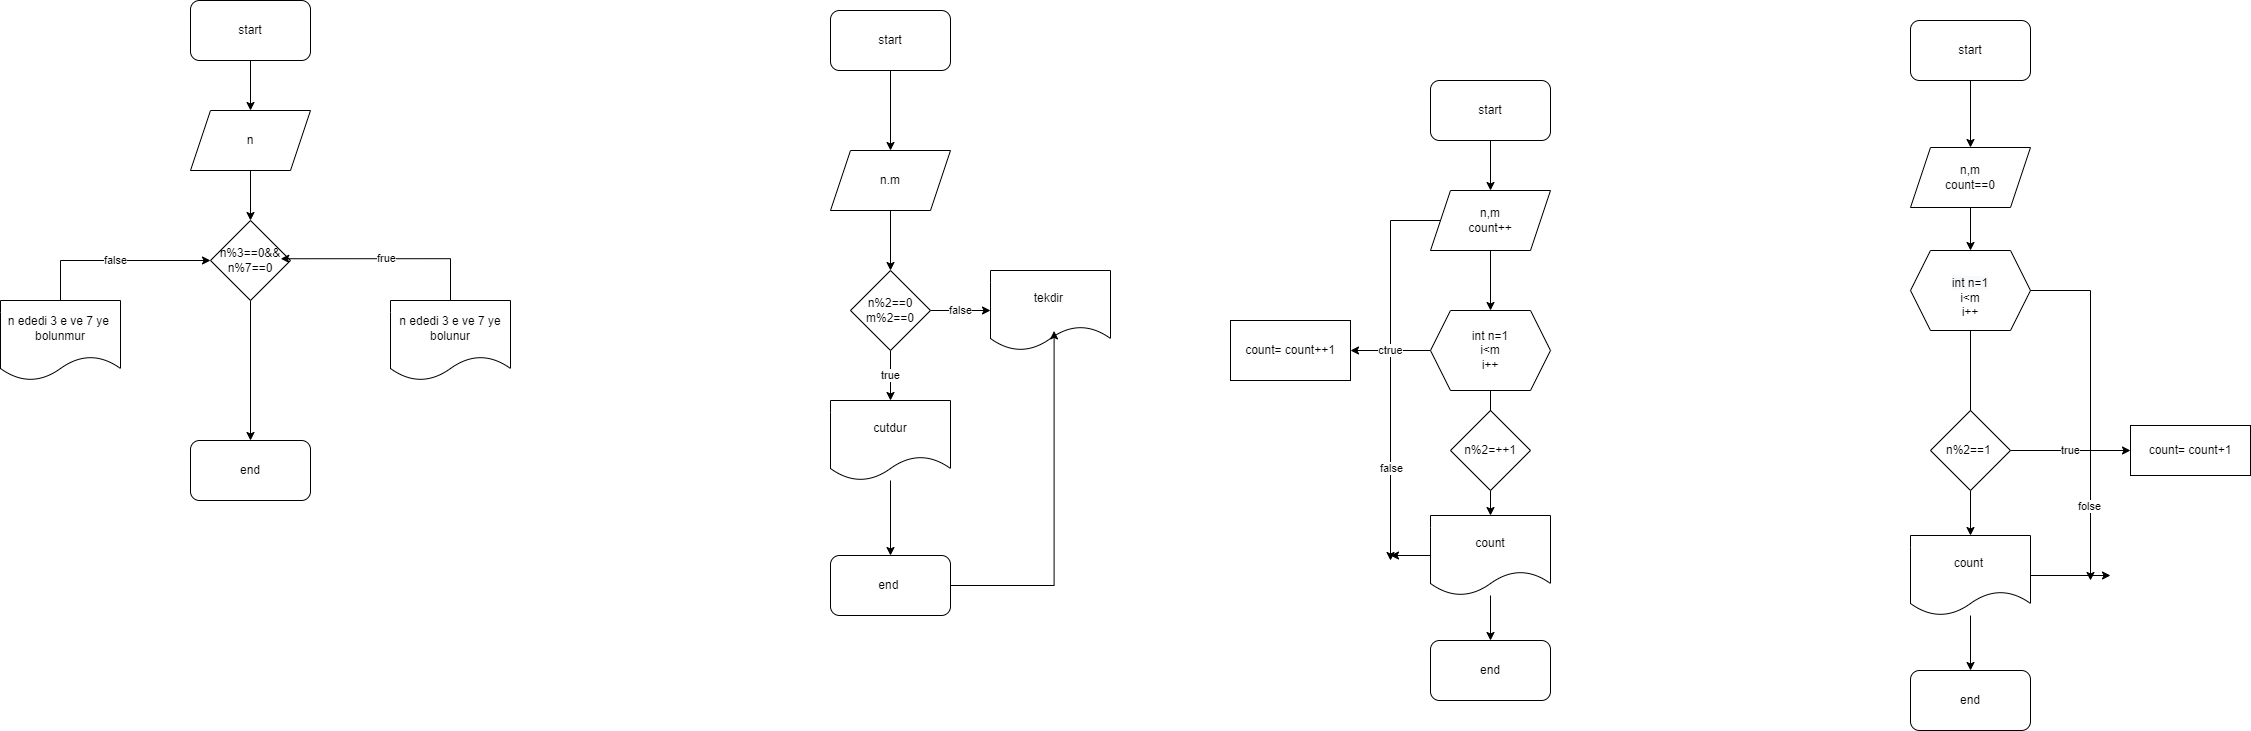 start
n
n%3==0&&
n%7==0
false
frue
n ededi 3 e ve 7 ye
bolunmur
n ededi 3 e ve 7 ye
bolunur
end
start
n.m
n%2==0
m%2==0
false
tekdir
true
cutdur
end
start
n,m
count++
int n=1
i<m
i++
ctrue
count= count++1
n%2=++1
false
count
end
start
n,m
count==0
int n=1
i<m
i++
n%2==1
true
count= count+1
folse
count
end